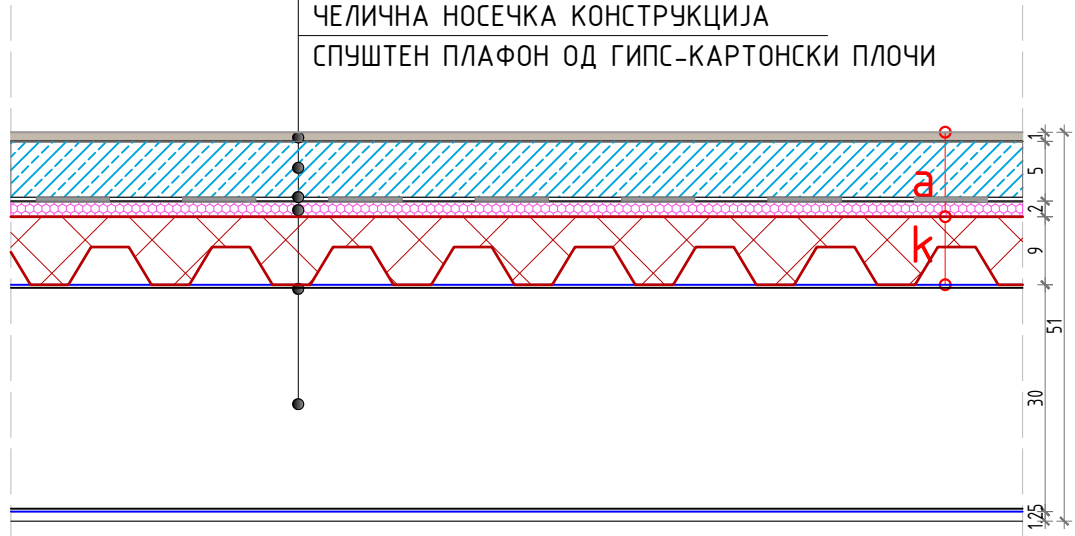 ЧЕЛИЧНА НОСЕЧКА КОНСТРУКЦИЈА
СПУШТЕН ПЛАФОН ОД ГИПС-КАРТОНСКИ ПЛОЧИ
1
5
a
2
k
9
51
30
1.25